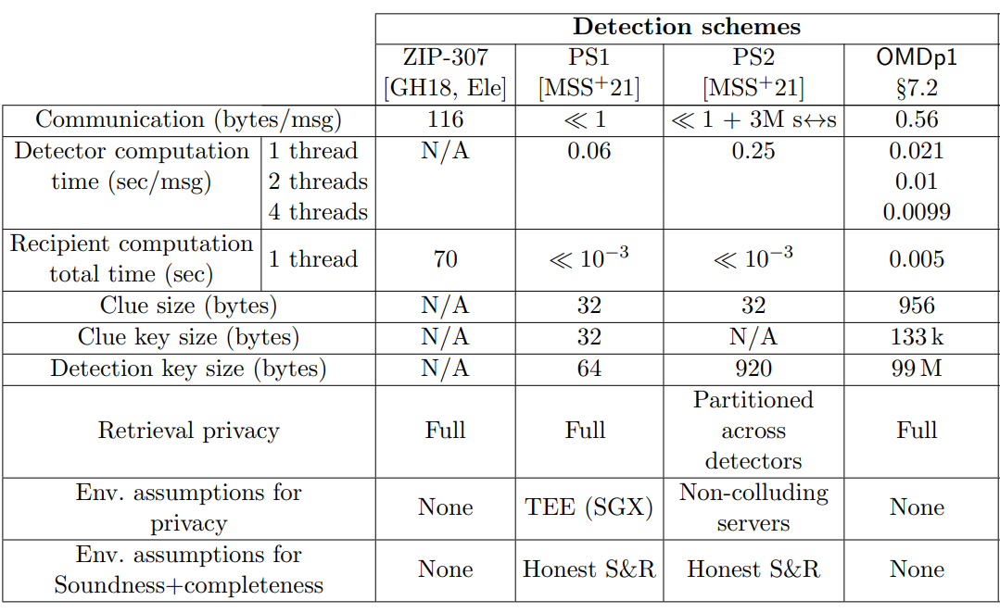 Detection schemes
ZIP-307 PS1 PS2 OMDp1
[GH18, Ele] [MSS+21] [MSS+21] §7.2
Communication (bytes/msg) 116 ≪ 1 ≪ 1 + 3M s↔s 0.56
Detector computation 1 thread N/A 0.06 0.25 0.021
time (sec/msg) 2 threads 0.01
4 threads 0.0099
Recipient computation
total time (sec) 1 thread 70 ≪ 10−3 ≪ 10−3 0.005
Clue size (bytes) N/A 32 32 956
Clue key size (bytes) N/A 32 N/A 133 k
Detection key size (bytes) N/A 64 920 99 M
Retrieval privacy Full Full Partitioned
across
detectors
Full
Env. assumptions for
privacy
None TEE (SGX) Non-colluding
servers
None
Env. assumptions for
Soundness+completeness
None Honest S&R Honest S&R None